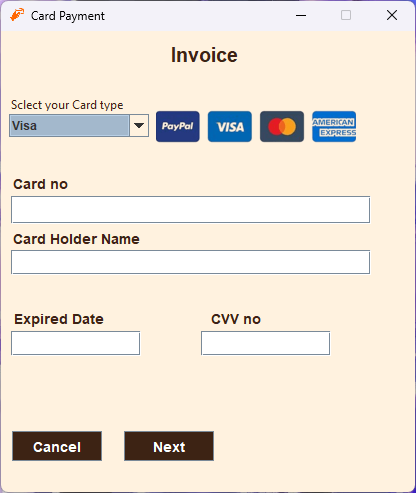 Card Payment
Invoice
Sclect your Card type
Visa
PayPal VISA mastercard AMERICAN EXPRESS
Card no
Card Holder Name
Expired Date CVV no
Cancel Next